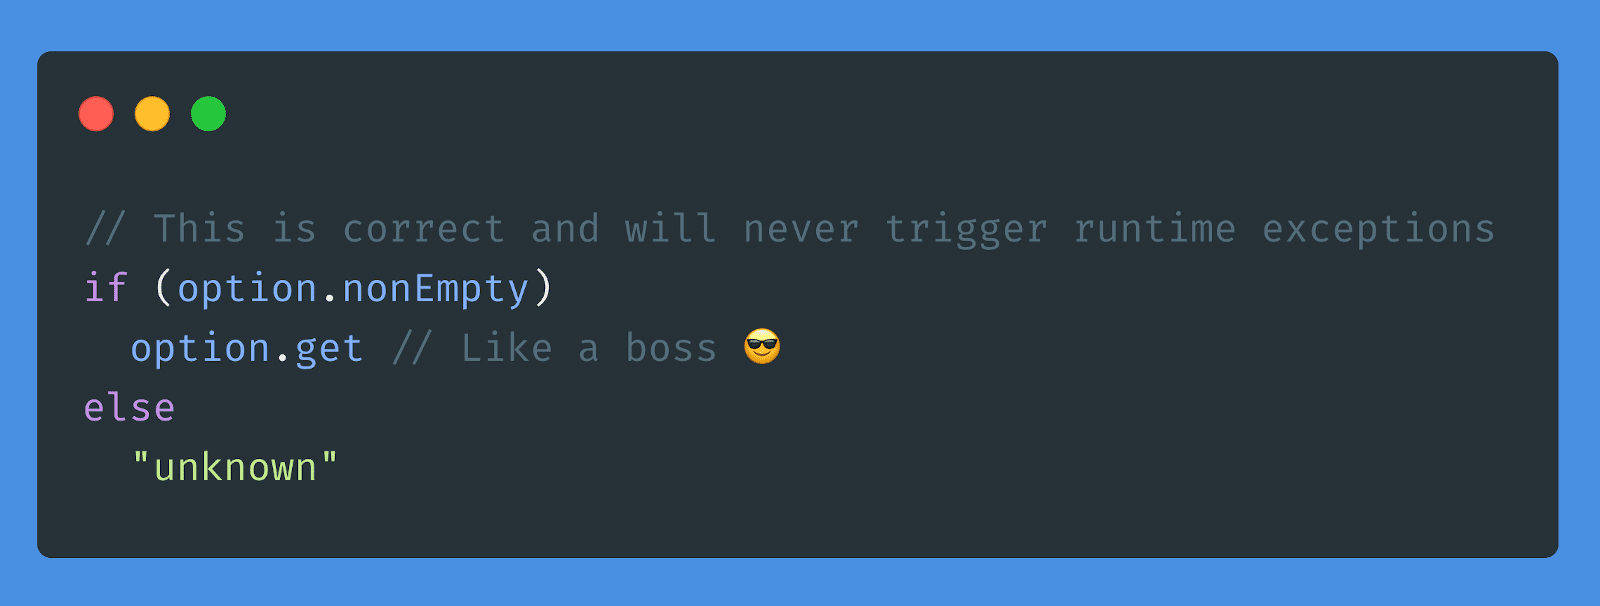 // This is correct and will never trigger runtime exceptions
if (option.nonEmpty)
  option.get // Like a boss 😎
else
  "unknown"